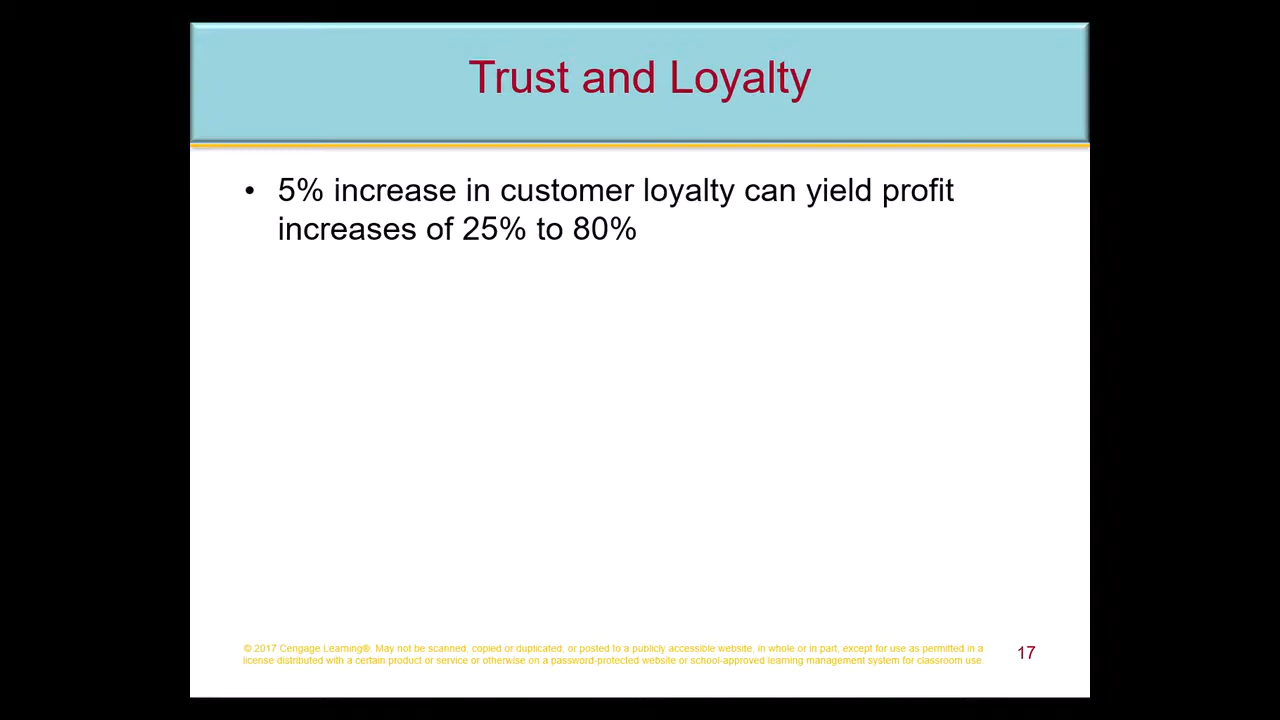 Trust and Loyalty
• 5% increase in customer loyalty can yield profit
increases of 25% to 80%
© 2017 Cengage Learning®. May not be scanned, copied or duplicated, or posted to a publicly accessible website, in whole or in part, except for use as permitted in a
license distributed with a certain product or service or otherwise on a password-protected website or school-approved learning management system for classroom use.
17